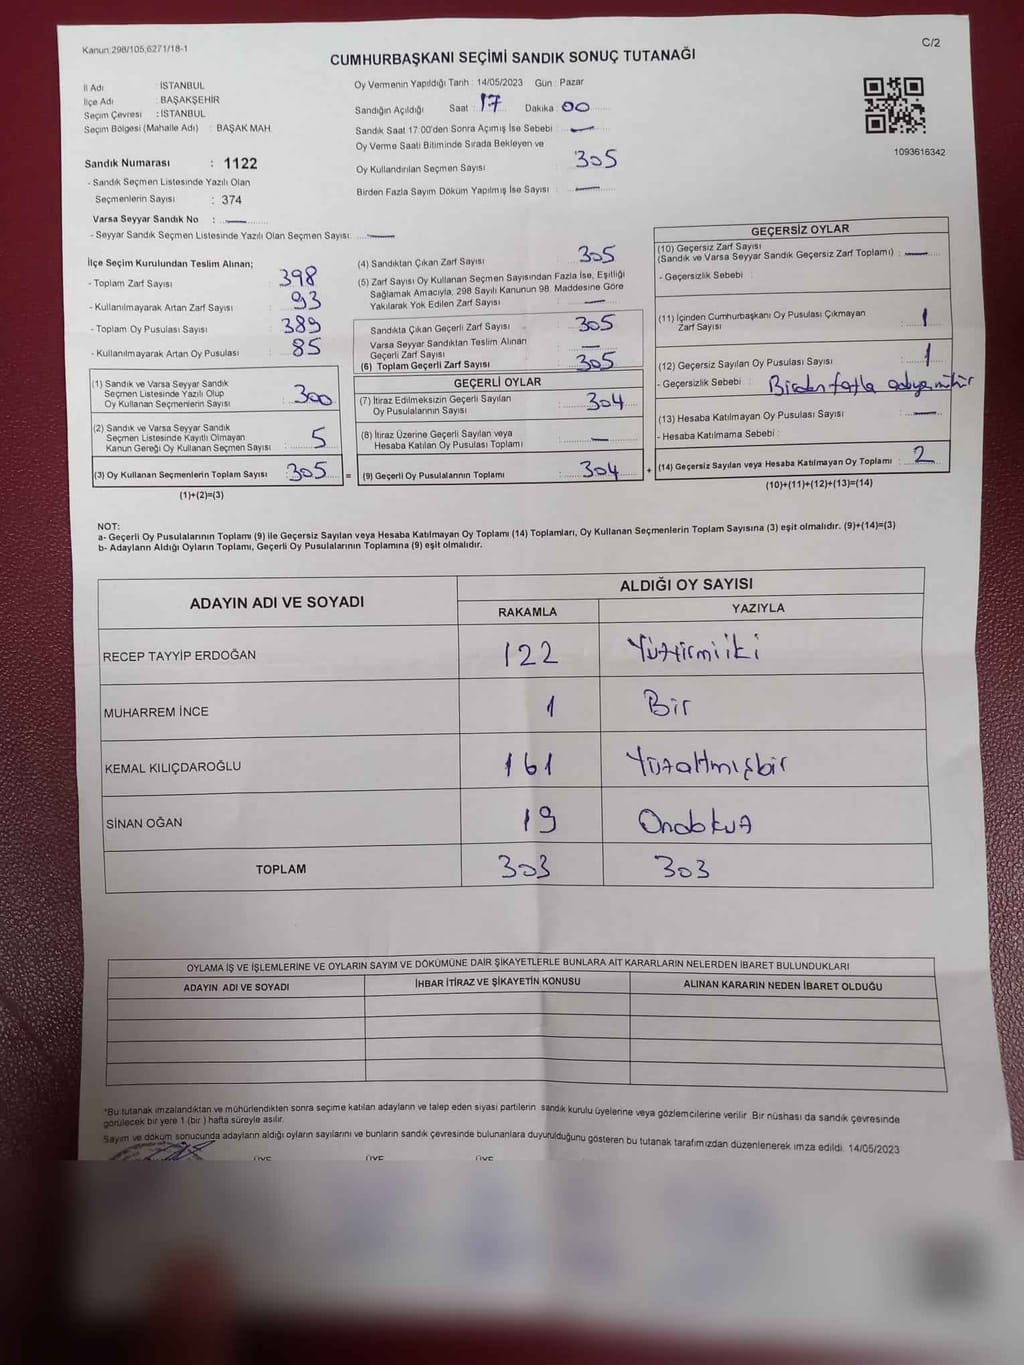 Kanun:298/105,6271/18-1
C/2
CUMHURBAŞKANI SEÇİMİ SANDIK SONUÇ TUTANAĞI
İl Adı : İSTANBUL
İlçe Adı : BAŞAKŞEHİR
Seçim Çevresi : İSTANBUL
Seçim Bölgesi (Mahalle Adı) : BAŞAK MAH.
Sandık Numarası : 1122
- Sandık Seçmen Listesinde Yazılı Olan
Seçmenlerin Sayısı : 374
Varsa Seyyar Sandık No :
- Seyyar Sandık Seçmen Listesinde Yazılı Olan Seçmen Sayısı:
Oy Vermenin Yapıldığı Tarih : 14/05/2023 Gün : Pazar
Sandığın Açıldığı Saat : 17 Dakika : 00
Sandık Saat 17:00'den Sonra Açımış İse Sebebi : —
Oy Verme Saati Bitiminde Sırada Bekleyen ve
Oy Kullandırılan Seçmen Sayısı : 305
Birden Fazla Sayım Döküm Yapılmış İse Sayısı : —
1093616342
İlçe Seçim Kurulundan Teslim Alınan;
- Toplam Zarf Sayısı : 398
- Kullanılmayarak Artan Zarf Sayısı : 93
- Toplam Oy Pusulası Sayısı : 389
- Kullanılmayarak Artan Oy Pusulası : 85
(1) Sandık ve Varsa Seyyar Sandık
Seçmen Listesinde Yazılı Olup
Oy Kullanan Seçmenlerin Sayısı : 300
(2) Sandık ve Varsa Seyyar Sandık
Seçmen Listesinde Kayıtlı Olmayan
Kanun Gereği Oy Kullanan Seçmen Sayısı : 5
(3) Oy Kullanan Seçmenlerin Toplam Sayısı : 305
(1)+(2)=(3)
(4) Sandıktan Çıkan Zarf Sayısı : 305
(5) Zarf Sayısı Oy Kullanan Seçmen Sayısından Fazla İse, Eşitliği
Sağlamak Amacıyla, 298 Sayılı Kanunun 98. Maddesine Göre
Yakılarak Yok Edilen Zarf Sayısı : —
Sandıkta Çıkan Geçerli Zarf Sayısı : 305
Varsa Seyyar Sandıktan Teslim Alınan
Geçerli Zarf Sayısı : —
(6) Toplam Geçerli Zarf Sayısı : 305
GEÇERLİ OYLAR
(7) İtiraz Edilmeksizin Geçerli Sayılan
Oy Pusulalarının Sayısı : 304
(8) İtiraz Üzerine Geçerli Sayılan veya
Hesaba Katılan Oy Pusulası Toplamı : —
= (9) Geçerli Oy Pusulalarının Toplamı : 304
GEÇERSİZ OYLAR
(10) Geçersiz Zarf Sayısı
(Sandık ve Varsa Seyyar Sandık Geçersiz Zarf Toplamı) : —
- Geçersizlik Sebebi :
(11) İçinden Cumhurbaşkanı Oy Pusulası Çıkmayan
Zarf Sayısı : 1
(12) Geçersiz Sayılan Oy Pusulası Sayısı : 1
- Geçersizlik Sebebi : Birden fazla
(13) Hesaba Katılmayan Oy Pusulası Sayısı : —
- Hesaba Katılmama Sebebi :
+ (14) Geçersiz Sayılan veya Hesaba Katılmayan Oy Toplamı : 2
(10)+(11)+(12)+(13)=(14)
NOT:
a- Geçerli Oy Pusulalarının Toplamı (9) ile Geçersiz Sayılan veya Hesaba Katılmayan Oy Toplamı (14) Toplamları, Oy Kullanan Seçmenlerin Toplam Sayısına (3) eşit olmalıdır. (9)+(14)=(3)
b- Adayların Aldığı Oyların Toplamı, Geçerli Oy Pusulalarının Toplamına (9) eşit olmalıdır.
ADAYIN ADI VE SOYADI
ALDIĞI OY SAYISI
RAKAMLA YAZIYLA
RECEP TAYYİP ERDOĞAN 122 Yüzirmiiki
MUHARREM İNCE 1 Bir
KEMAL KILIÇDAROĞLU 161 Yüzaltmışbir
SİNAN OĞAN 19 Ondokuz
TOPLAM 303 303
OYLAMA İŞ VE İŞLEMLERİNE VE OYLARIN SAYIM VE DÖKÜMÜNE DAİR ŞİKAYETLERLE BUNLARA AİT KARARLARIN NELERDEN İBARET BULUNDUKLARI
ADAYIN ADI VE SOYADI İHBAR İTİRAZ VE ŞİKAYETİN KONUSU ALINAN KARARIN NEDEN İBARET OLDUĞU
*Bu tutanak imzalandıktan ve mühürlendikten sonra seçime katılan adayların ve talep eden siyasi partilerin sandık kurulu üyelerine veya gözlemcilerine verilir. Bir nüshası da sandık çevresinde
görülecek bir yere 1 (bir ) hafta süreyle asılır.
Sayım ve döküm sonucunda adayların aldığı oyların sayılarını ve bunların sandık çevresinde bulunanlara duyurulduğunu gösteren bu tutanak tarafımızdan düzenlenerek imza edildi. 14/05/2023
ÜYE ÜYE ÜYE